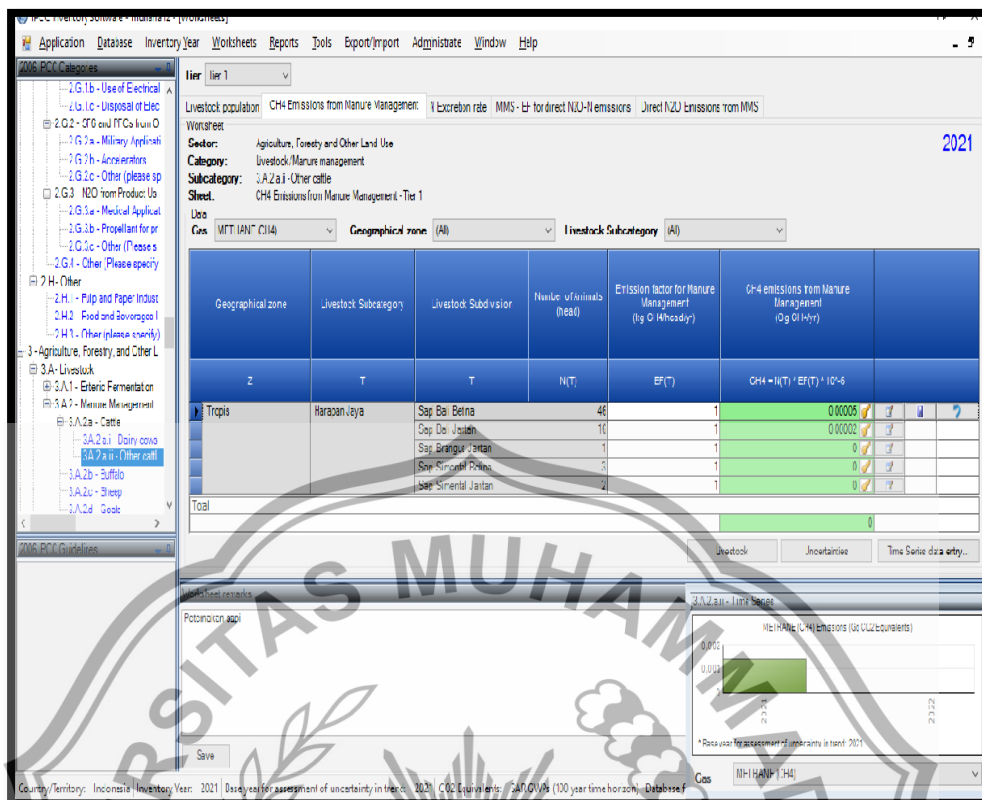 Application Database Inventory Year Worksheets Reports Tools Export/Import Administrate Window Help
2006 IPCC Categories
2.G.1.b - Use of Electrical
2.G.1.c - Disposal of Elec
2.G.2 - SF6 and PFCs from O
2.G.2.a - Military Applicati
2.G.2.b - Accelerators
2.G.2.c - Other (please sp
2.G.3 - N2O from Product Us
2.G.3.a - Medical Applicat
2.G.3.b - Propellant for pr
2.G.3.c - Other (Please s
2.G.4 - Other (Please specify
2.H - Other
2.H.1 - Pulp and Paper Indust
2.H.2 - Food and Beverages I
2.H.3 - Other (please specify)
3 - Agriculture, Forestry, and Other L
3.A - Livestock
3.A.1 - Enteric Fermentation
3.A.2 - Manure Management
3.A.2.a - Cattle
3.A.2.a.i - Dairy cows
3.A.2.a.ii - Other cattl
3.A.2.b - Buffalo
3.A.2.c - Sheep
3.A.2.d - Goats
2006 IPCC Guidelines
Tier Tier 1
Livestock population CH4 Emissions from Manure Management N Excretion rate MMS - EF for direct N2O-N emissions Direct N2O Emissions from MMS
Worksheet
2021
Sector: Agriculture, Forestry and Other Land Use
Category: Livestock/Manure management
Subcategory: 3.A.2.a.ii - Other cattle
Sheet: CH4 Emissions from Manure Management - Tier 1
Data
Gas METHANE (CH4) Geographical zone (All) Livestock Subcategory (All)
Geographical zone Livestock Subcategory Livestock Subdivision Number of Animals (head) Emission factor for Manure Management (kg CH4/head/yr) CH4 emissions from Manure Management (Gg CH4/yr)
Z T T N(T) EF(T) CH4 = N(T) * EF(T) * 10^-6
Tropis Harapan Jaya Sapi Bali Betina 46 1 0.00005
Sapi Bali Jantan 16 1 0.00002
Sapi Brangus Jantan 1 1 0
Sapi Simental Betina 3 1 0
Sapi Simental Jantan 2 1 0
Total
0
Livestock Uncertainties Time Series data entry...
Worksheet remarks
Peternakan sapi
Save
3.A.2.a.ii - Time Series
METHANE (CH4) Emissions (Gg CO2 Equivalents)
0.002
0.001
2021
2022
* Base year for assessment of uncertainty in trend: 2021
Gas METHANE (CH4)
Country/Territory: Indonesia Inventory Year: 2021 Base year for assessment of uncertainty in trend: 2021 CO2 Equivalents: SAR GWPs (100 year time horizon) Database f
SITAS MUHAMMA